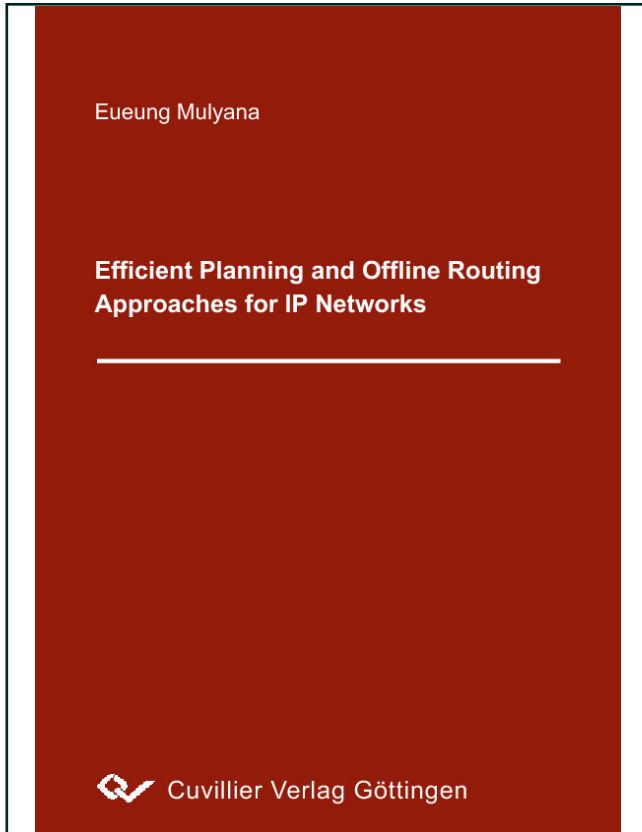 Eueung Mulyana
Efficient Planning and Offline Routing
Approaches for IP Networks
Cuvillier Verlag Göttingen